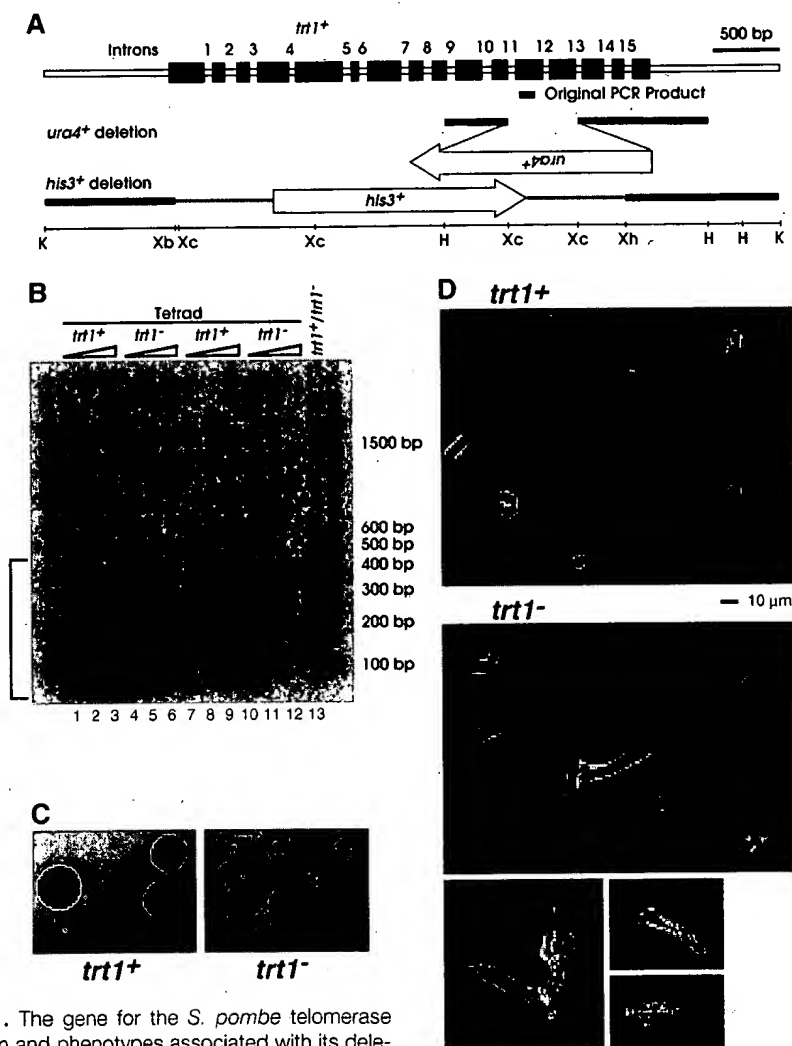 A
trt1+
Introns 1 2 3 4 5 6 7 8 9 10 11 12 13 14 15
500 bp
Original PCR Product
ura4+ deletion
ura4+
his3+ deletion
his3+
K Xb Xc Xc H Xc Xc Xh H H K
B
Tetrad
trt1+ trt1- trt1+ trt1-
trt1+/trt1-
1500 bp
600 bp
500 bp
400 bp
300 bp
200 bp
100 bp
1 2 3 4 5 6 7 8 9 10 11 12 13
C
trt1+ trt1-
D
trt1+
10 µm
trt1-
. The gene for the S. pombe telomerase
and phenotypes associated with its dele-